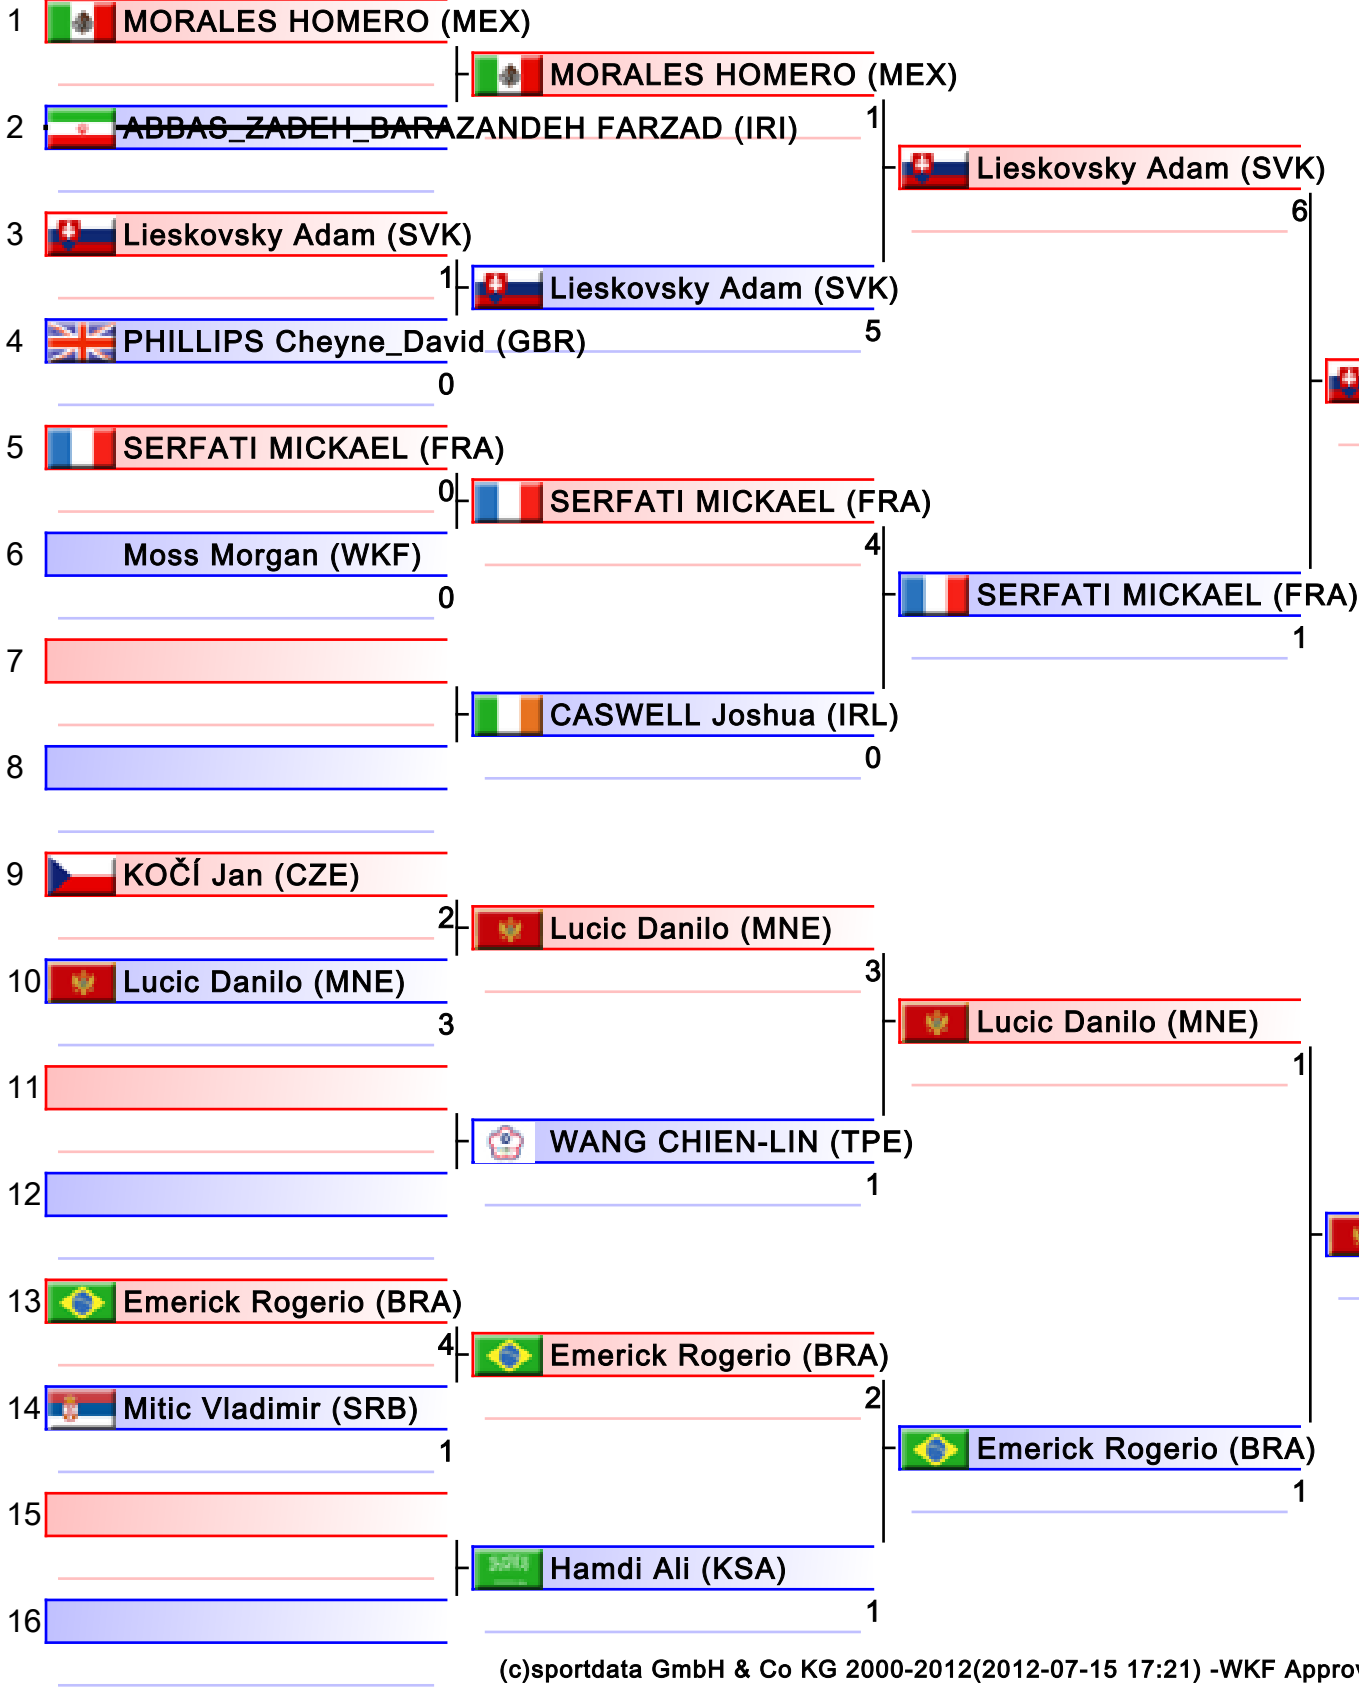 1 MORALES HOMERO (MEX)
MORALES HOMERO (MEX)
1
2 ABBAS_ZADEH_BARAZANDEH FARZAD (IRI)
Lieskovsky Adam (SVK)
6
3 Lieskovsky Adam (SVK)
1
Lieskovsky Adam (SVK)
5
4 PHILLIPS Cheyne_David (GBR)
0
5 SERFATI MICKAEL (FRA)
0
SERFATI MICKAEL (FRA)
4
6 Moss Morgan (WKF)
0
SERFATI MICKAEL (FRA)
1
7
CASWELL Joshua (IRL)
0
8
9 KOČÍ Jan (CZE)
2
Lucic Danilo (MNE)
3
10 Lucic Danilo (MNE)
3
Lucic Danilo (MNE)
1
11
WANG CHIEN-LIN (TPE)
1
12
13 Emerick Rogerio (BRA)
4
Emerick Rogerio (BRA)
2
14 Mitic Vladimir (SRB)
1
Emerick Rogerio (BRA)
1
15
Hamdi Ali (KSA)
1
16
(c)sportdata GmbH & Co KG 2000-2012(2012-07-15 17:21) -WKF Approv